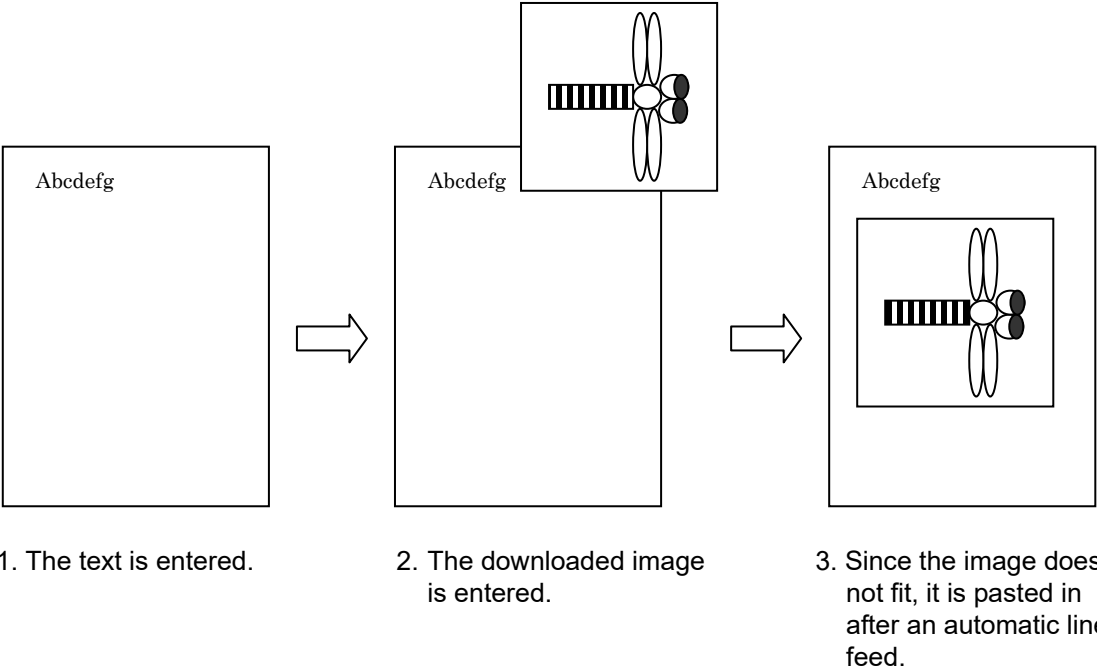 Abcdefg
Abcdefg
Abcdefg
1. The text is entered.
2. The downloaded image
is entered.
3. Since the image does
not fit, it is pasted in
after an automatic line
feed.